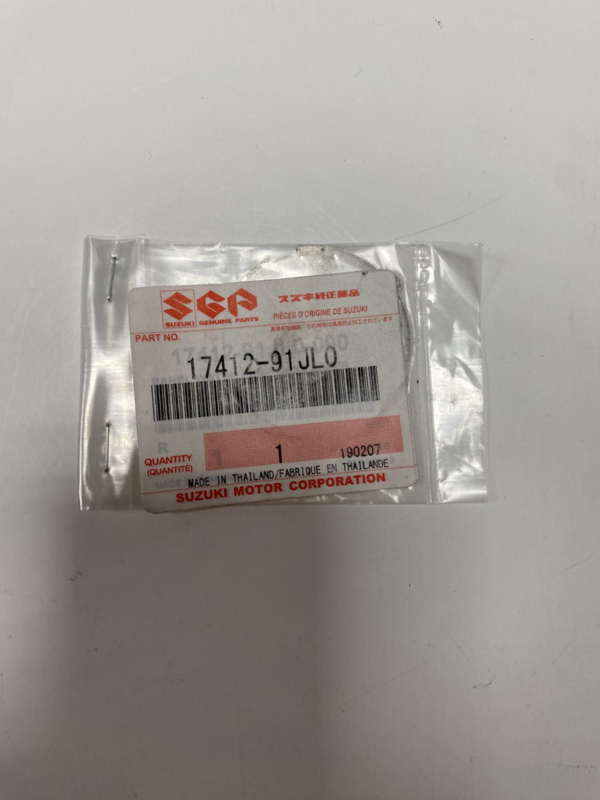 SGP
スズキ純正部品
SUZUKI GENUINE PARTS
PIÈCES D'ORIGINE DE SUZUKI
PART NO.
17412-91JL0
QUANTITY
(QUANTITÉ)
1
190207
MADE IN THAILAND/FABRIQUE EN THAILANDE
SUZUKI MOTOR CORPORATION